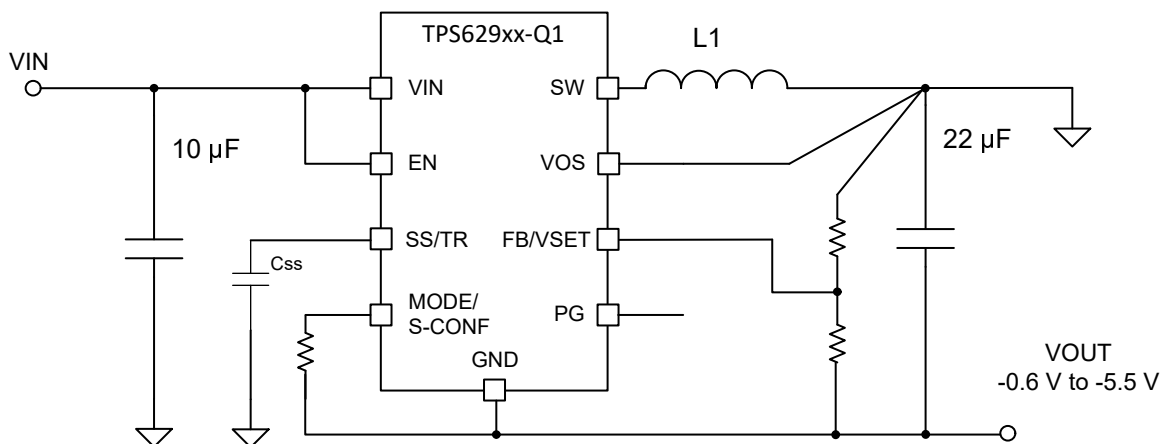 TPS629xx-Q1
VIN
VIN
SW
L1
10 µF
EN
VOS
22 µF
SS/TR
FB/VSET
Css
MODE/
S-CONF
PG
GND
VOUT
-0.6 V to -5.5 V